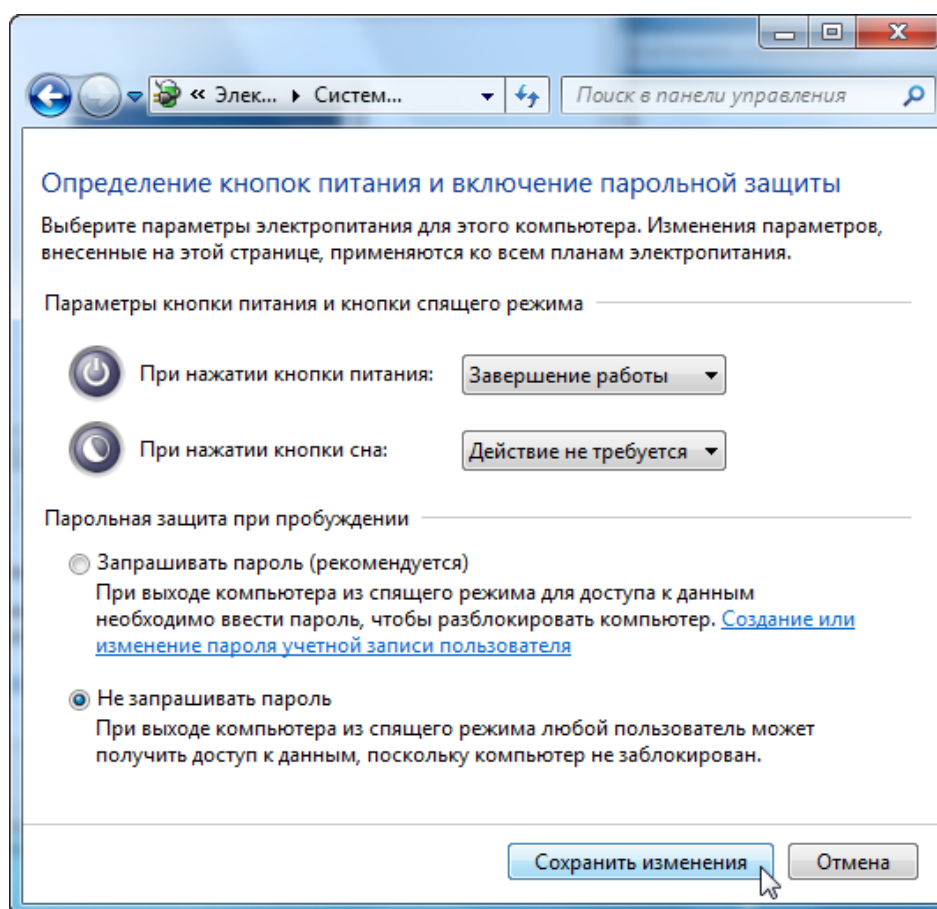 « Элек... Систем...
Поиск в панели управления
Определение кнопок питания и включение парольной защиты
Выберите параметры электропитания для этого компьютера. Изменения параметров,
внесенные на этой странице, применяются ко всем планам электропитания.
Параметры кнопки питания и кнопки спящего режима
При нажатии кнопки питания: Завершение работы
При нажатии кнопки сна: Действие не требуется
Парольная защита при пробуждении
Запрашивать пароль (рекомендуется)
При выходе компьютера из спящего режима для доступа к данным
необходимо ввести пароль, чтобы разблокировать компьютер. Создание или
изменение пароля учетной записи пользователя
Не запрашивать пароль
При выходе компьютера из спящего режима любой пользователь может
получить доступ к данным, поскольку компьютер не заблокирован.
Сохранить изменения Отмена